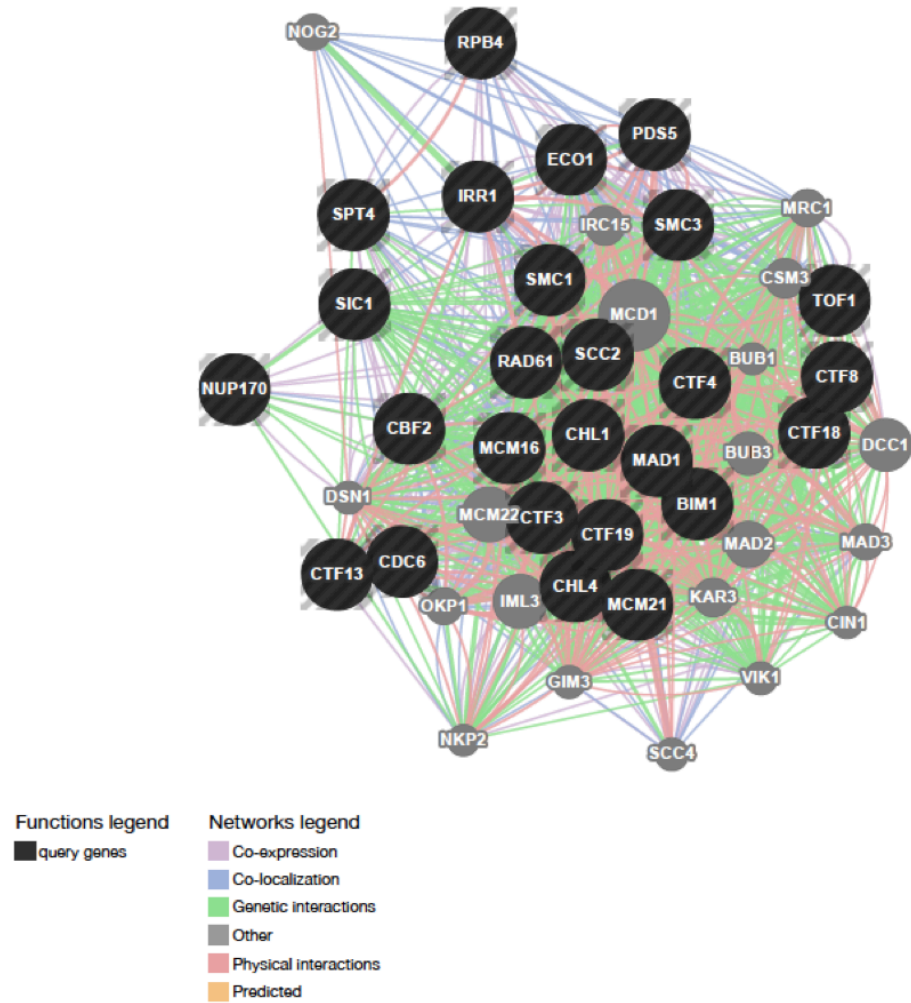 NOG2
RPB4
PDS5
ECO1
IRR1
SPT4
IRC15
SMC3
MRC1
SMC1
CSM3
SIC1
MCD1
TOF1
NUP170
RAD61
SCC2
BUB1
CTF4
CTF8
CBF2
MCM16
CHL1
CTF18
DCC1
MAD1
BUB3
DSN1
MCM22
CTF3
BIM1
CTF19
MAD2
MAD3
CTF13
CDC6
OKP1
IML3
CHL4
MCM21
KAR3
CIN1
GIM3
VIK1
NKP2
SCC4
Functions legend
query genes
Networks legend
Co-expression
Co-localization
Genetic interactions
Other
Physical interactions
Predicted